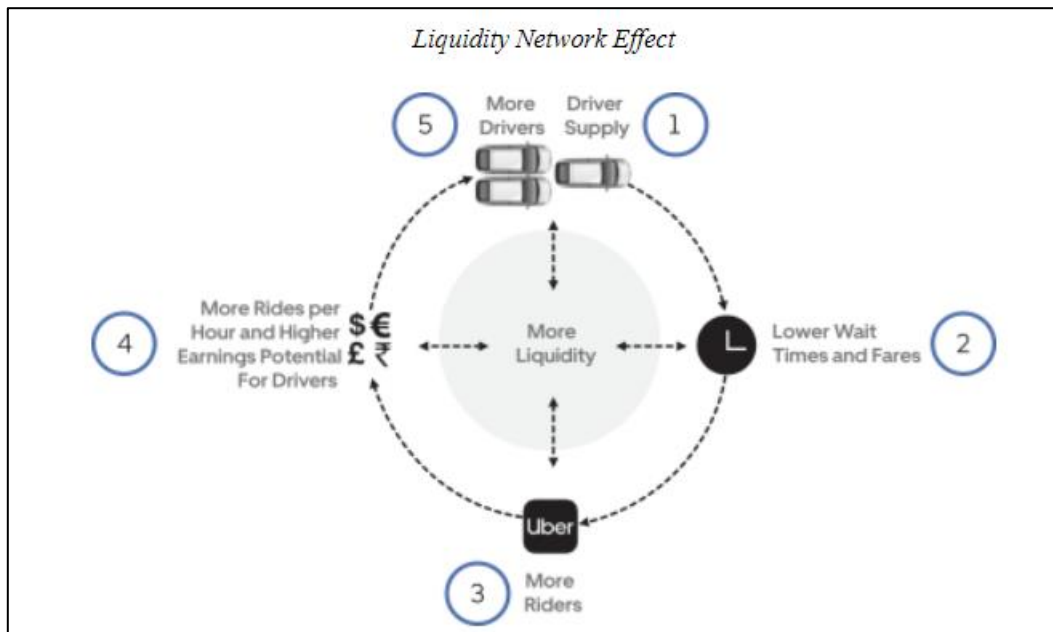 Liquidity Network Effect
5
More
Drivers
Driver
Supply
1
More Rides per
Hour and Higher
Earnings Potential
For Drivers
4
$ €
£ ₹
More
Liquidity
Lower Wait
Times and Fares
2
Uber
3
More
Riders